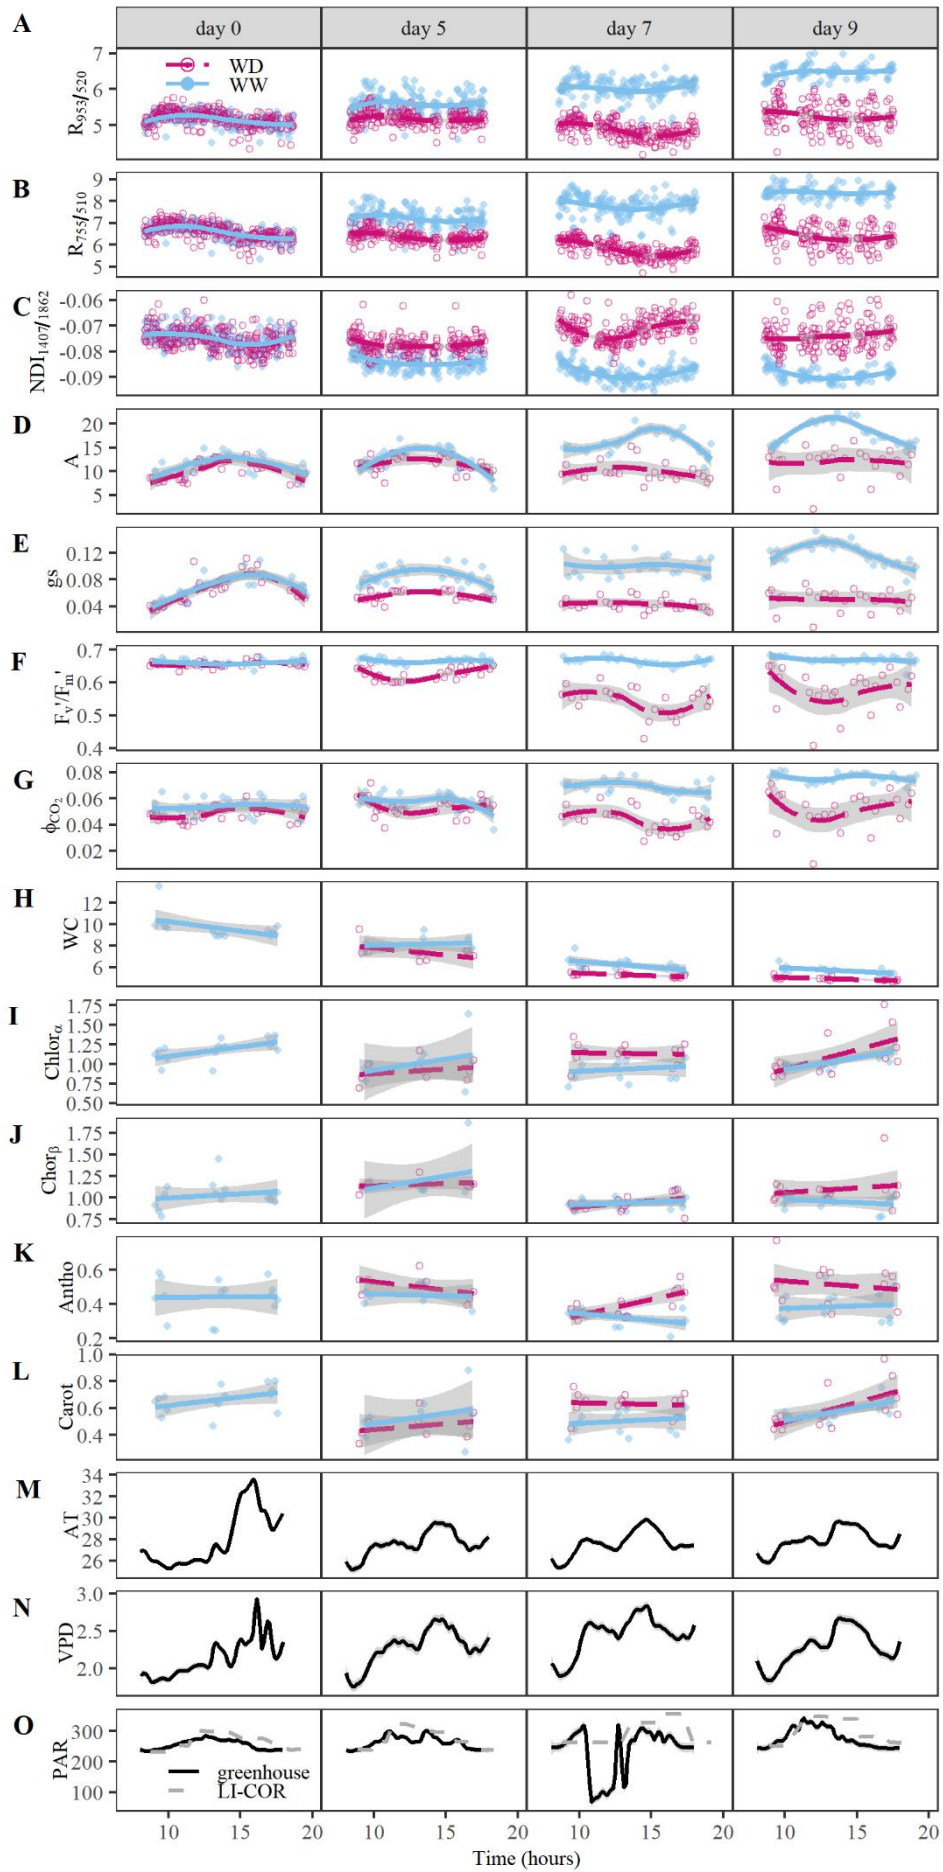 A
day 0 day 5 day 7 day 9
WD
WW
R953/520
7
6
5
B
R755/510
9
8
7
6
5
C
NDI1407/1862
-0.06
-0.07
-0.08
-0.09
D
A
20
15
10
5
E
gs
0.12
0.08
0.04
F
Fv'/Fm'
0.7
0.6
0.5
0.4
G
ϕCO2
0.08
0.06
0.04
0.02
H
WC
12
10
8
6
I
Chlorα
1.75
1.50
1.25
1.00
0.75
0.50
J
Chorβ
1.75
1.50
1.25
1.00
0.75
K
Antho
0.6
0.4
0.2
L
Carot
1.0
0.8
0.6
0.4
M
AT
34
32
30
28
26
N
VPD
3.0
2.5
2.0
O
PAR
300
200
100
greenhouse
LI-COR
10 15 20 10 15 20 10 15 20 10 15 20
Time (hours)